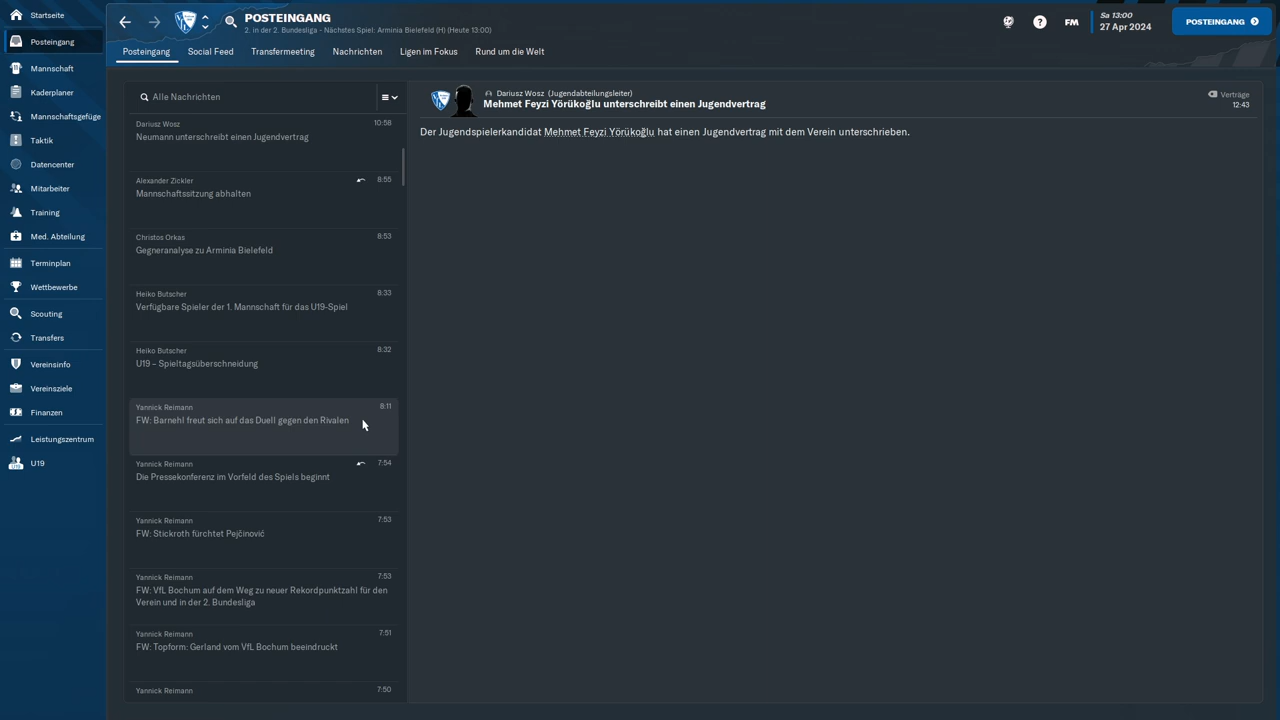 Startseite
Posteingang
Mannschaft
Kaderplaner
Mannschaftsgefüge
Taktik
Datencenter
Mitarbeiter
Training
Med. Abteilung
Terminplan
Wettbewerbe
Scouting
Transfers
Vereinsinfo
Vereinsziele
Finanzen
Leistungszentrum
U19
POSTEINGANG
2. in der 2. Bundesliga - Nächstes Spiel: Arminia Bielefeld (H) (Heute 13:00)
FM
Sa 13:00
27 Apr 2024
POSTEINGANG
Posteingang Social Feed Transfermeeting Nachrichten Ligen im Fokus Rund um die Welt
Alle Nachrichten
Dariusz Wosz 10:58
Neumann unterschreibt einen Jugendvertrag
Alexander Zickler 8:55
Mannschaftssitzung abhalten
Christos Orkas 8:53
Gegneranalyse zu Arminia Bielefeld
Heiko Butscher 8:33
Verfügbare Spieler der 1. Mannschaft für das U19-Spiel
Heiko Butscher 8:32
U19 – Spieltagsüberschneidung
Yannick Reimann 8:11
FW: Barnehl freut sich auf das Duell gegen den Rivalen
Yannick Reimann 7:54
Die Pressekonferenz im Vorfeld des Spiels beginnt
Yannick Reimann 7:53
FW: Stickroth fürchtet Pejčinović
Yannick Reimann 7:53
FW: VfL Bochum auf dem Weg zu neuer Rekordpunktzahl für den
Verein und in der 2. Bundesliga
Yannick Reimann 7:51
FW: Topform: Gerland vom VfL Bochum beeindruckt
Yannick Reimann 7:50
Dariusz Wosz (Jugendabteilungsleiter)
Mehmet Feyzi Yörükoğlu unterschreibt einen Jugendvertrag
Verträge
12:43
Der Jugendspielerkandidat Mehmet Feyzi Yörükoğlu hat einen Jugendvertrag mit dem Verein unterschrieben.